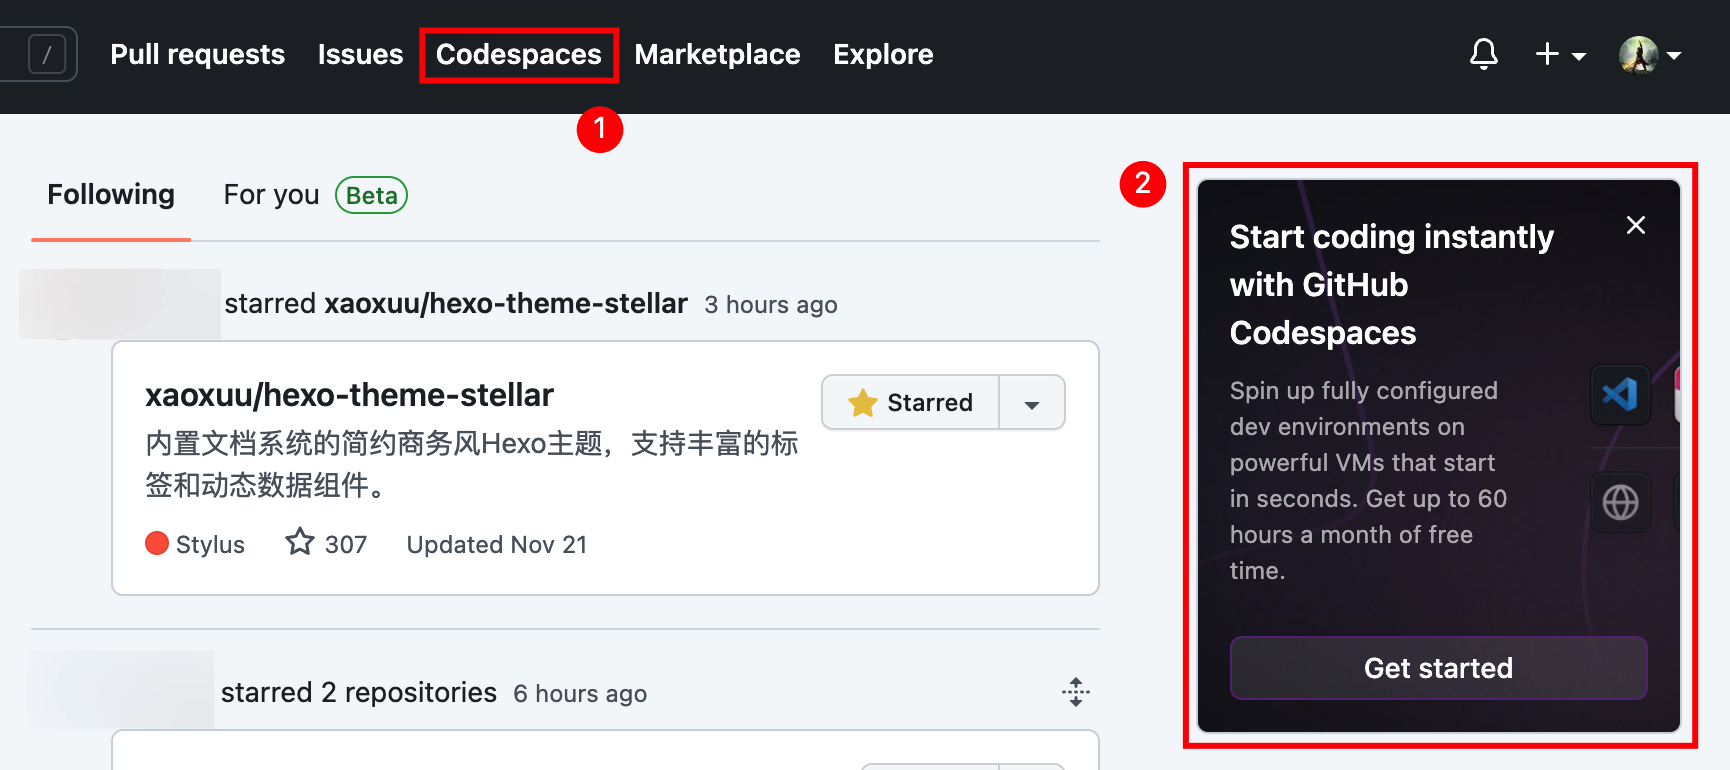 / Pull requests Issues Codespaces Marketplace Explore
1
Following For you Beta
2
starred xaoxuu/hexo-theme-stellar 3 hours ago
xaoxuu/hexo-theme-stellar
Starred
内置文档系统的简约商务风Hexo主题，支持丰富的标
签和动态数据组件。
Stylus 307 Updated Nov 21
starred 2 repositories 6 hours ago
Start coding instantly
with GitHub
Codespaces
Spin up fully configured
dev environments on
powerful VMs that start
in seconds. Get up to 60
hours a month of free
time.
Get started